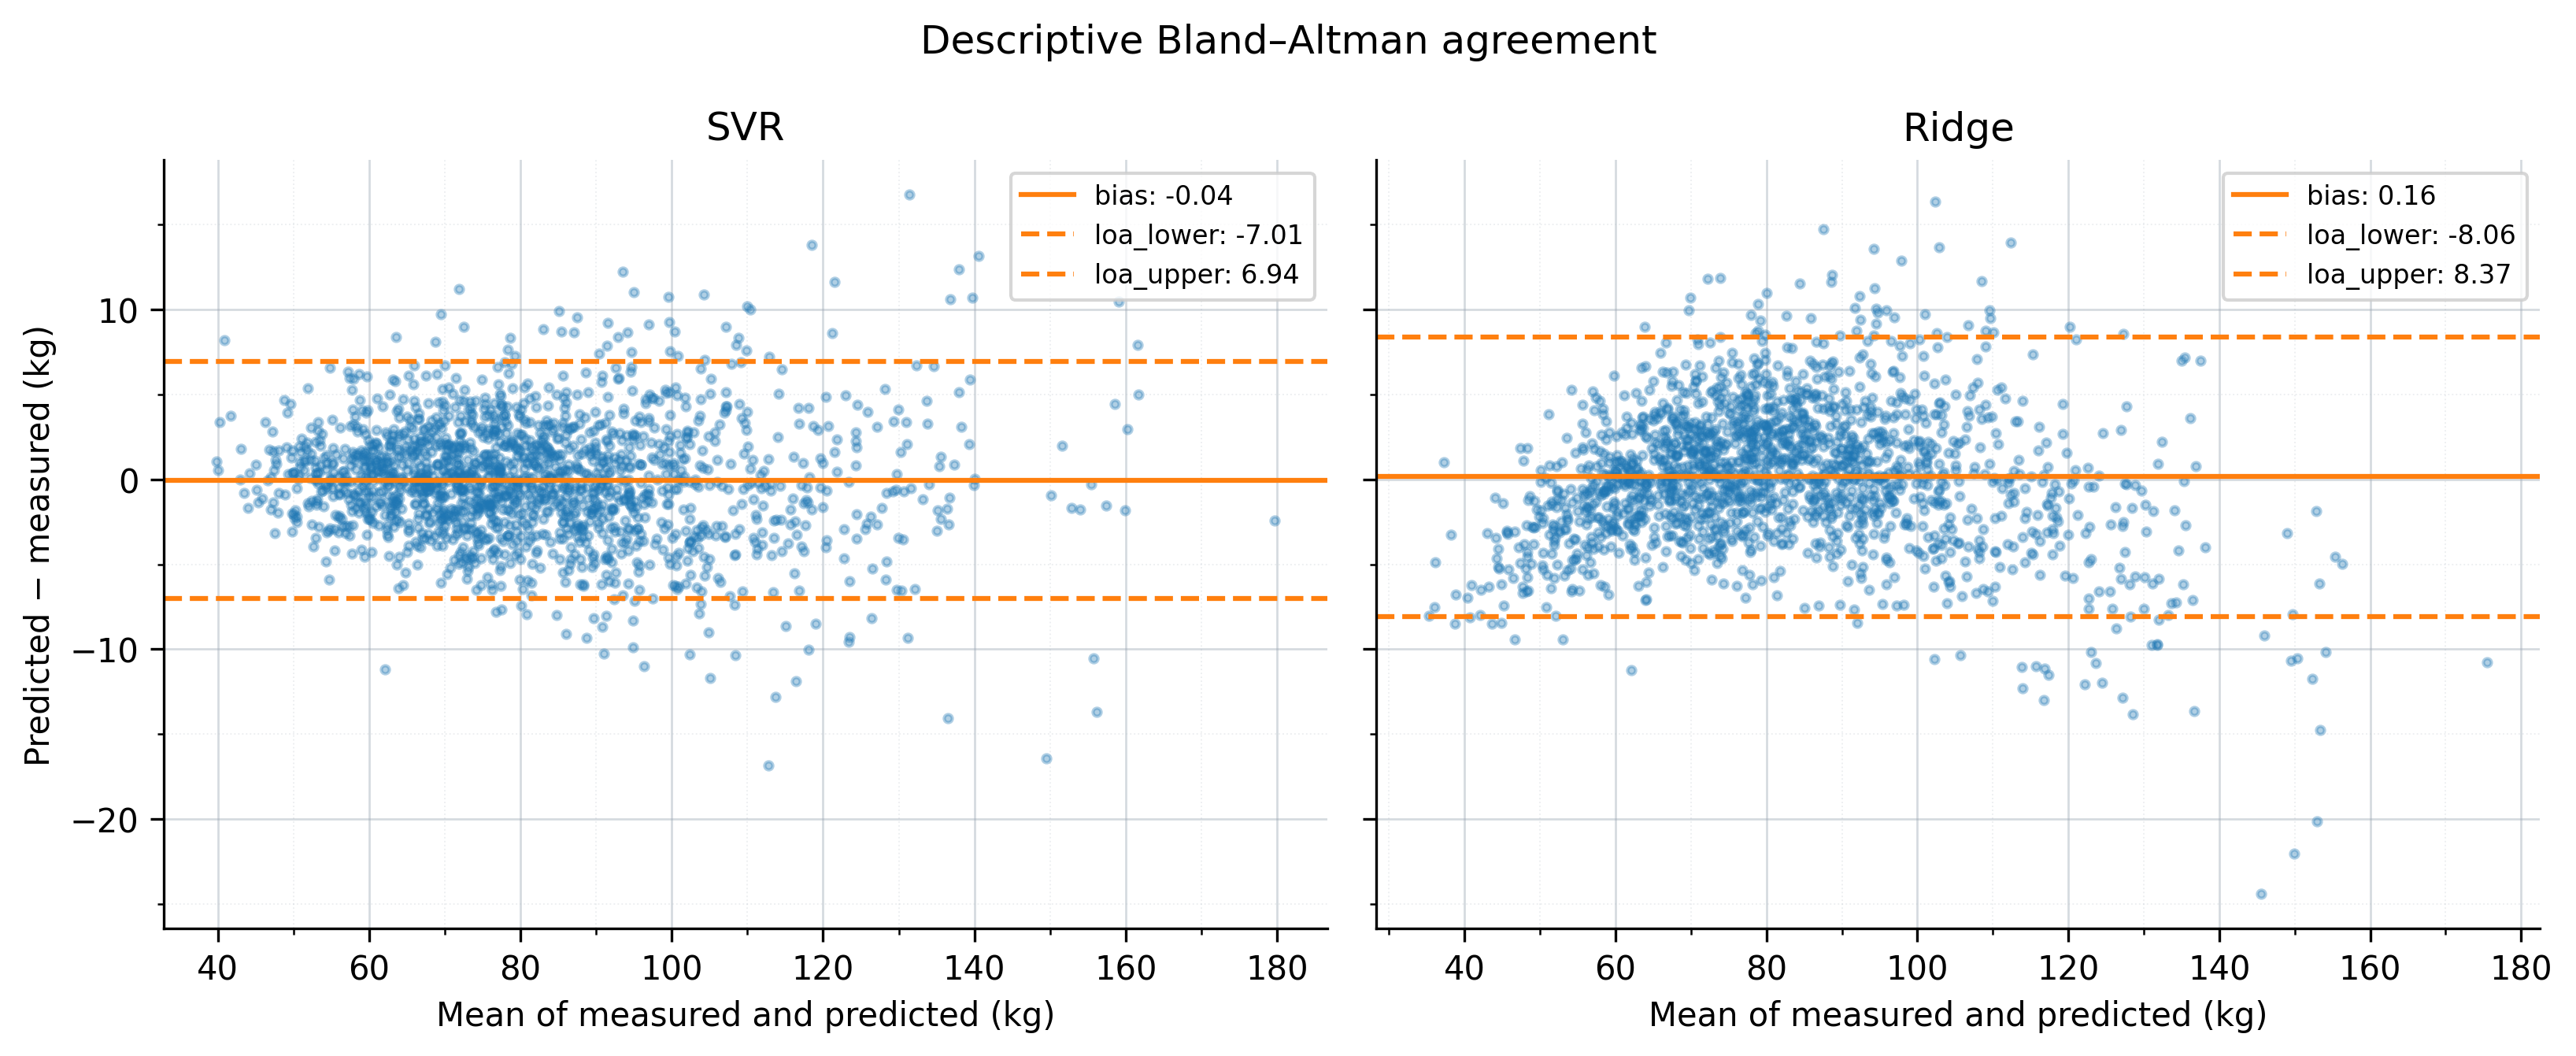 Descriptive Bland–Altman agreement
SVR
bias: -0.04
loa_lower: -7.01
loa_upper: 6.94
10
0
−10
−20
Predicted − measured (kg)
40 60 80 100 120 140 160 180
Mean of measured and predicted (kg)
Ridge
bias: 0.16
loa_lower: -8.06
loa_upper: 8.37
40 60 80 100 120 140 160 180
Mean of measured and predicted (kg)